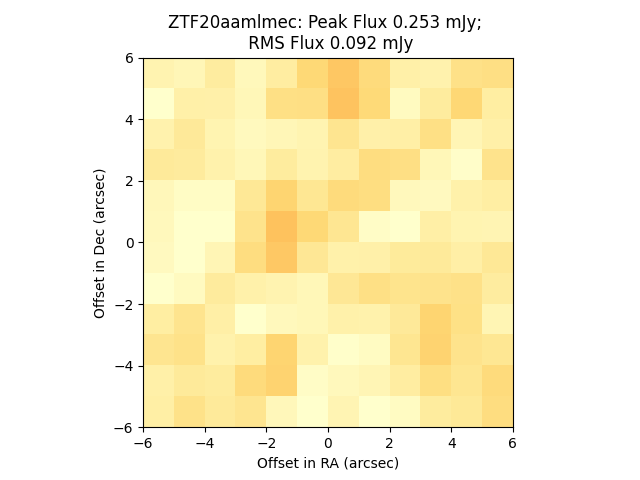 ZTF20aamlmec: Peak Flux 0.253 mJy;
RMS Flux 0.092 mJy
6
4
2
0
−2
−4
−6
Offset in Dec (arcsec)
−6 −4 −2 0 2 4 6
Offset in RA (arcsec)